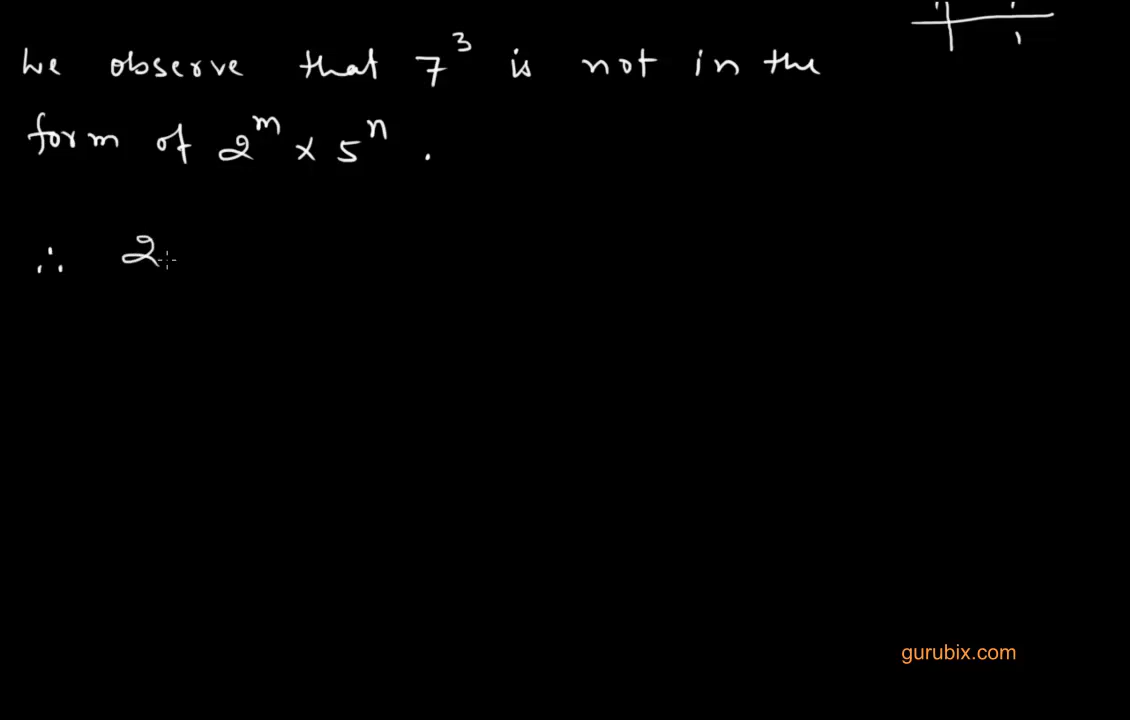 We observe that 7³ is not in the
form of 2ᵐ × 5ⁿ .
∴ 2
gurubix.com